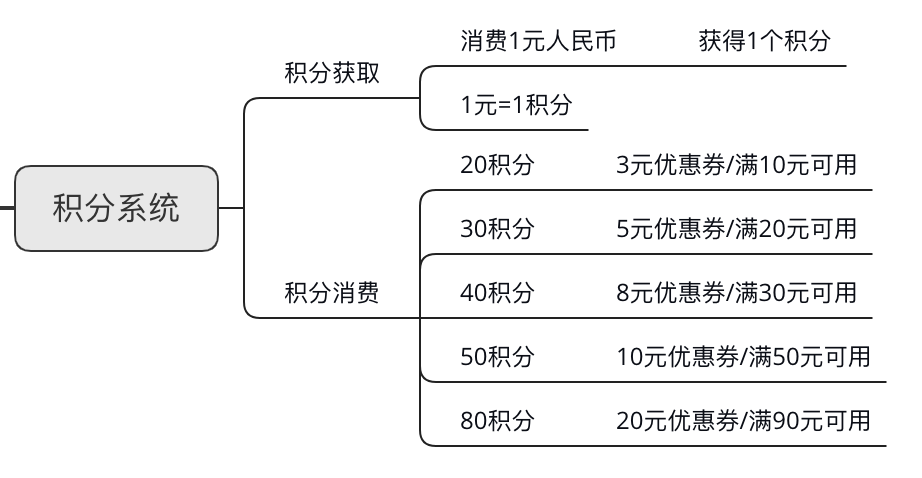 积分系统
积分获取
消费1元人民币 获得1个积分
1元=1积分
积分消费
20积分 3元优惠券/满10元可用
30积分 5元优惠券/满20元可用
40积分 8元优惠券/满30元可用
50积分 10元优惠券/满50元可用
80积分 20元优惠券/满90元可用